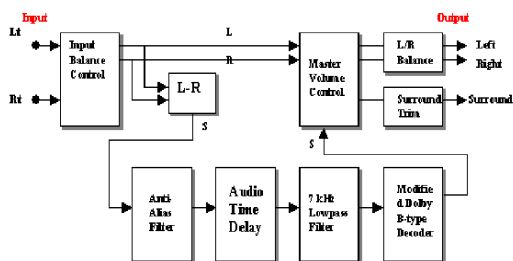 Input
Output
Lt
Rt
Input
Balance
Control
L
R
L-R
S
Master
Volume
Control
L/R
Balance
Left
Right
Surround
Trim
Surround
S
Anti-
Alias
Filter
Audio
Time
Delay
7 kHz
Lowpass
Filter
Modifie
d Dolby
B-type
Decoder